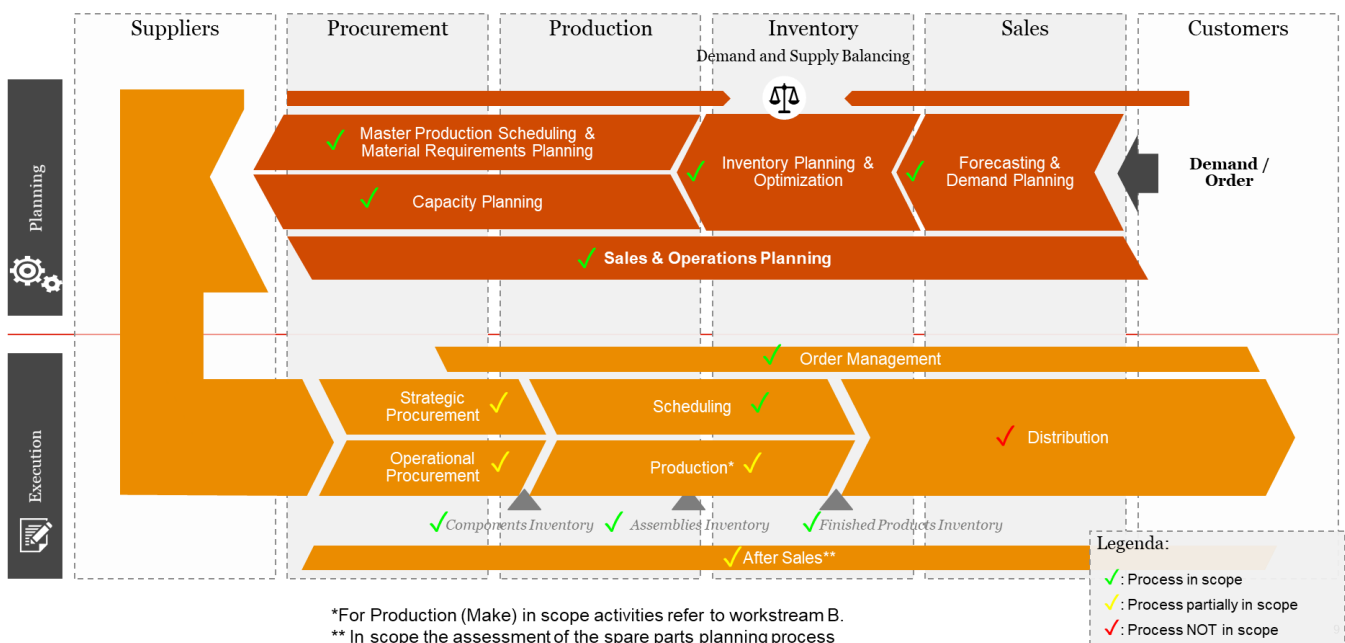 Suppliers
Procurement
Production
Inventory
Sales
Customers
Demand and Supply Balancing
Planning
Master Production Scheduling &
Material Requirements Planning
Capacity Planning
Inventory Planning &
Optimization
Forecasting &
Demand Planning
Demand /
Order
Sales & Operations Planning
Execution
Order Management
Strategic
Procurement
Scheduling
Distribution
Operational
Procurement
Production*
Components Inventory
Assemblies Inventory
Finished Products Inventory
After Sales**
Legenda:
: Process in scope
: Process partially in scope
: Process NOT in scope
*For Production (Make) in scope activities refer to workstream B.
** In scope the assessment of the spare parts planning process
9